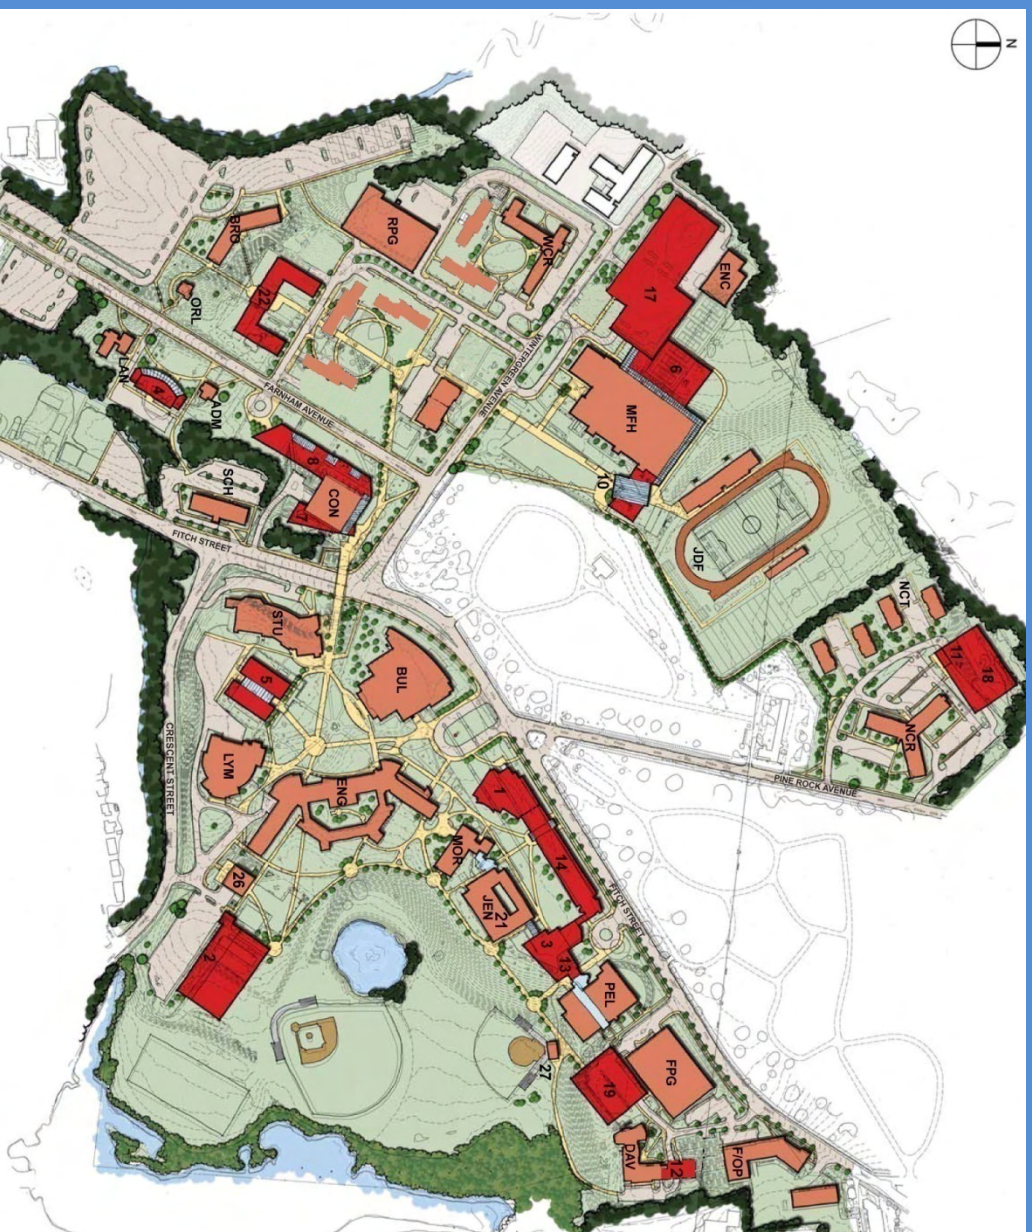 N
BRG
RPG
WCR
ENC
17
22
ORL
LAN
4
ADM
FARNHAM AVENUE
WINTERGREEN AVENUE
6
MFH
10
8
CON
7
SCH
FITCH STREET
JDF
NCT
11
18
NCR
STU
BUL
5
LYM
CRESCENT STREET
PINE ROCK AVENUE
ENG
1
14
MOR
JEN
21
FITCH STREET
26
2
3
13
PEL
FPG
27
19
DAV
12
F/OP